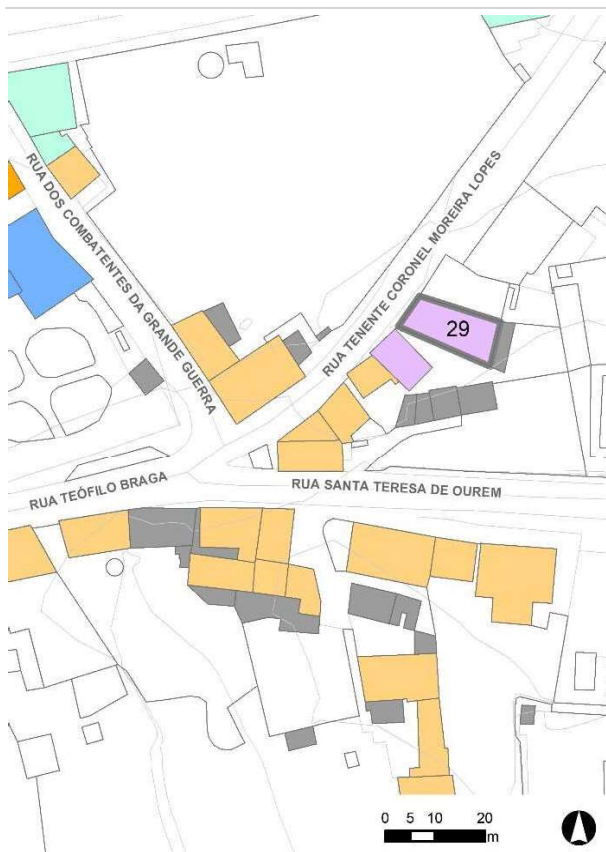 RUA DOS COMBATENTES DA GRANDE GUERRA
RUA TENENTE CORONEL MOREIRA LOPES
29
RUA TEÓFILO BRAGA
RUA SANTA TERESA DE OUREM
0 5 10 20
m